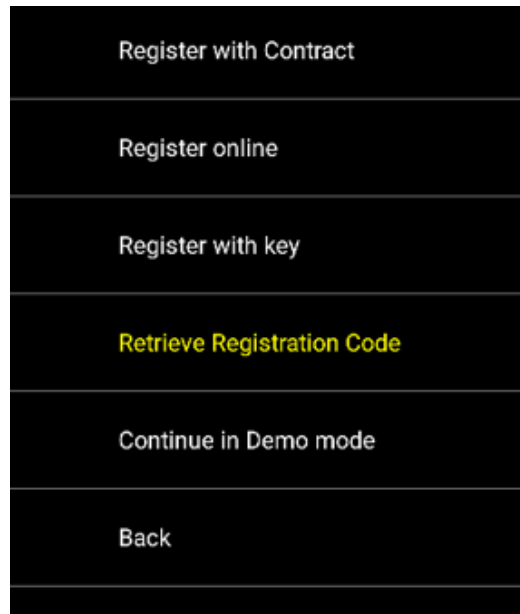 Register with Contract
Register online
Register with key
Retrieve Registration Code
Continue in Demo mode
Back